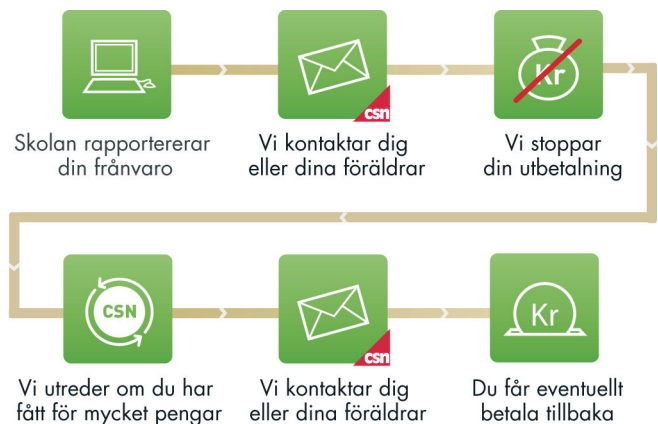 Kr
csn
Skolan rapportererar
din frånvaro
Vi kontaktar dig
eller dina föräldrar
Vi stoppar
din utbetalning
CSN
csn
Kr
Vi utreder om du har
fått för mycket pengar
Vi kontaktar dig
eller dina föräldrar
Du får eventuellt
betala tillbaka